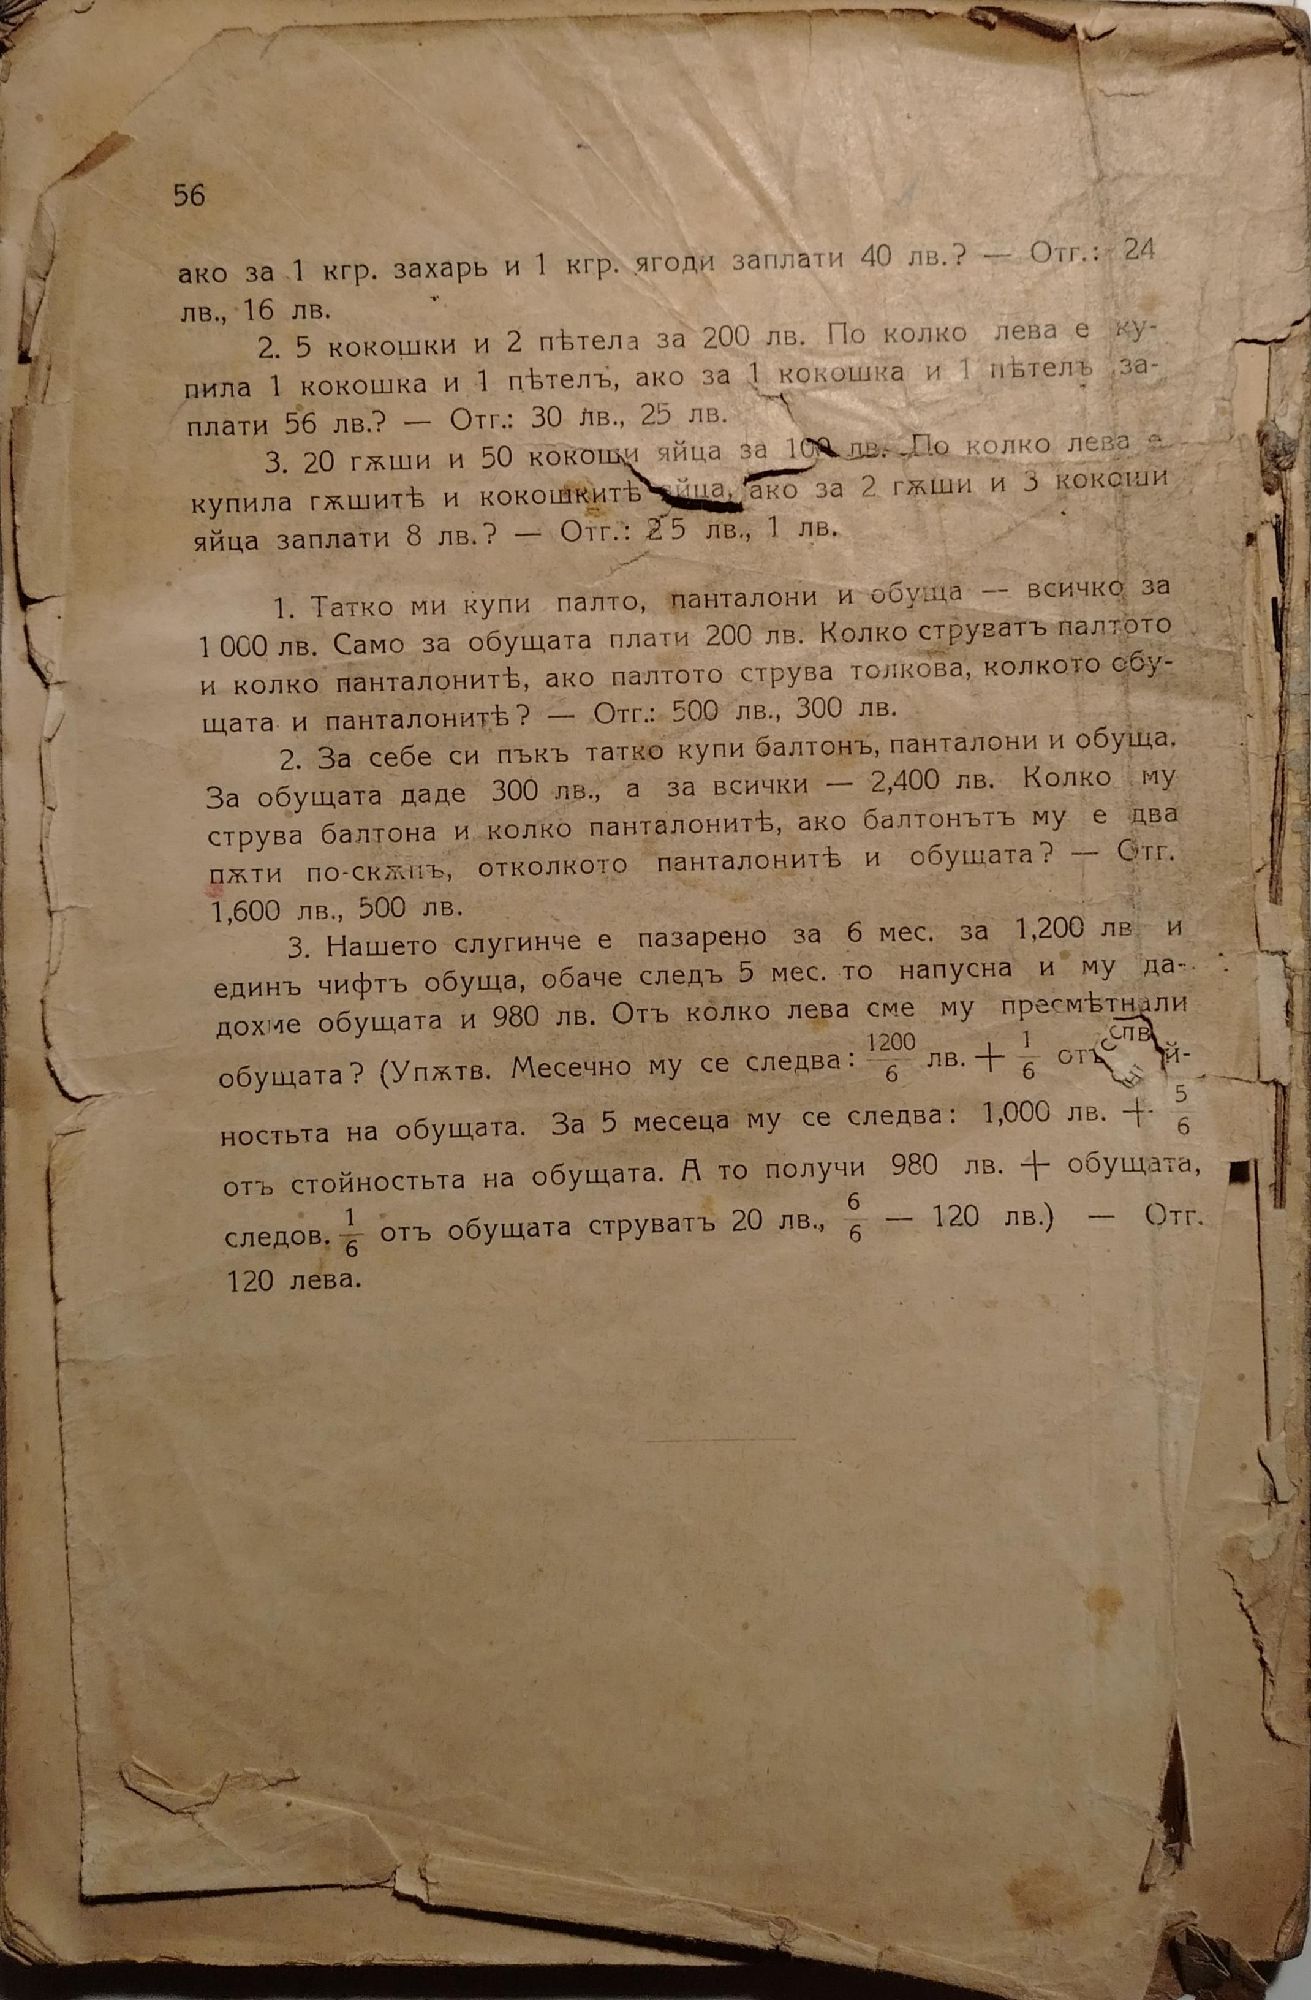 56
ако за 1 кгр. захарь и 1 кгр. ягоди заплати 40 лв.? — Отг.: 24
лв., 16 лв.
2. 5 кокошки и 2 пѣтела за 200 лв. По колко лева е ку-
пила 1 кокошка и 1 пѣтелъ, ако за 1 кокошка и 1 пѣтелъ за-
плати 56 лв.? — Отг.: 30 лв., 25 лв.
3. 20 гѫши и 50 кокоши яйца за 100 лв. По колко лева е
купила гѫшитѣ и кокошкитѣ яйца, ако за 2 гѫши и 3 кокоши
яйца заплати 8 лв.? — Отг.: 2˙5 лв., 1 лв.
1. Татко ми купи палто, панталони и обуща — всичко за
1 000 лв. Само за обущата плати 200 лв. Колко струватъ палтото
и колко панталонитѣ, ако палтото струва толкова, колкото обу-
щата и панталонитѣ? — Отг.: 500 лв., 300 лв.
2. За себе си пъкъ татко купи балтонъ, панталони и обуща.
За обущата даде 300 лв., а за всички — 2,400 лв. Колко му
струва балтона и колко панталонитѣ, ако балтонътъ му е два
пѫти по-скѫпъ, отколкото панталонитѣ и обущата? — Отг.
1,600 лв., 500 лв.
3. Нашето слугинче е пазарено за 6 мес. за 1,200 лв и
единъ чифтъ обуща, обаче следъ 5 мес. то напусна и му да-
дохме обущата и 980 лв. Отъ колко лева сме му пресмѣтнали
обущата? (Упѫтв. Месечно му се следва: 1200/6 лв. + 1/6 отъ й-
ностьта на обущата. За 5 месеца му се следва: 1,000 лв. + 5/6
отъ стойностьта на обущата. А то получи 980 лв. + обущата,
следов. 1/6 отъ обущата струватъ 20 лв., 6/6 — 120 лв.) — Отг.
120 лева.